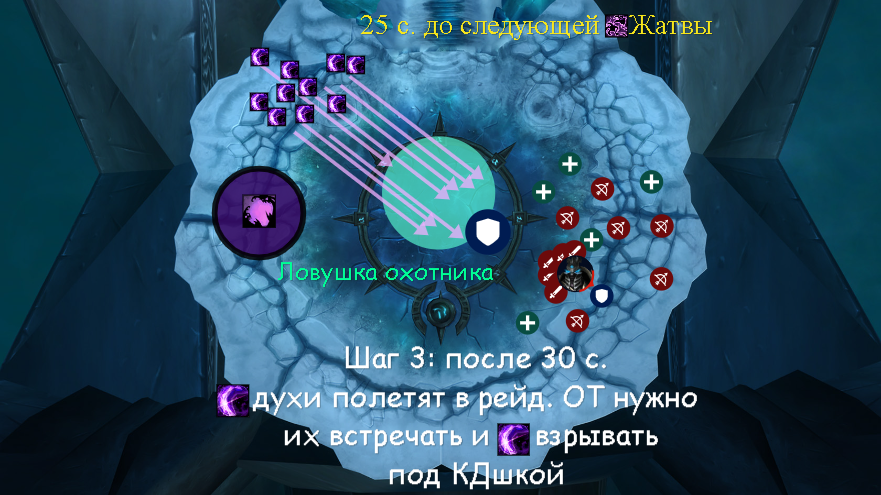 25 с. до следующей Жатвы
Ловушка охотника
Шаг 3: после 30 с.
духи полетят в рейд. ОТ нужно
их встречать и взрывать
под КДшкой